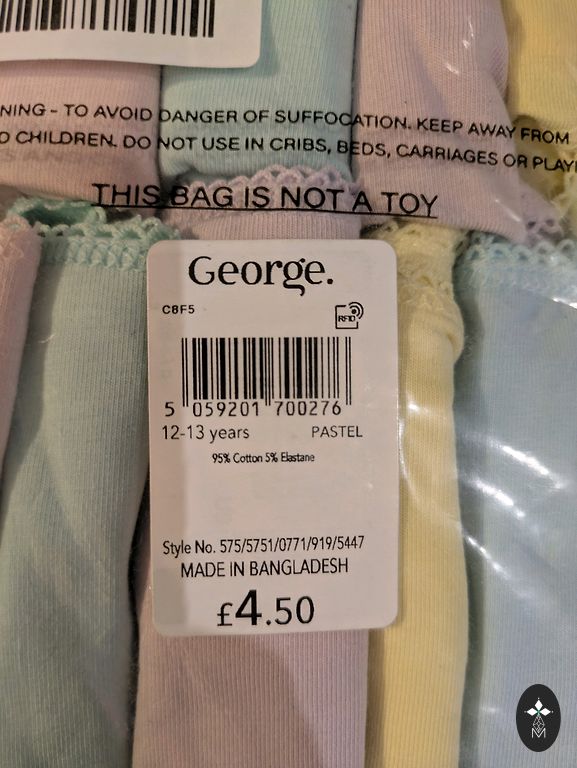 NING - TO AVOID DANGER OF SUFFOCATION. KEEP AWAY FROM
D CHILDREN. DO NOT USE IN CRIBS, BEDS, CARRIAGES OR PLAY
THIS BAG IS NOT A TOY
George.
C8F5
RFID
5 059201 700276
12-13 years PASTEL
95% Cotton 5% Elastane
Style No. 575/5751/0771/919/5447
MADE IN BANGLADESH
£4.50
M